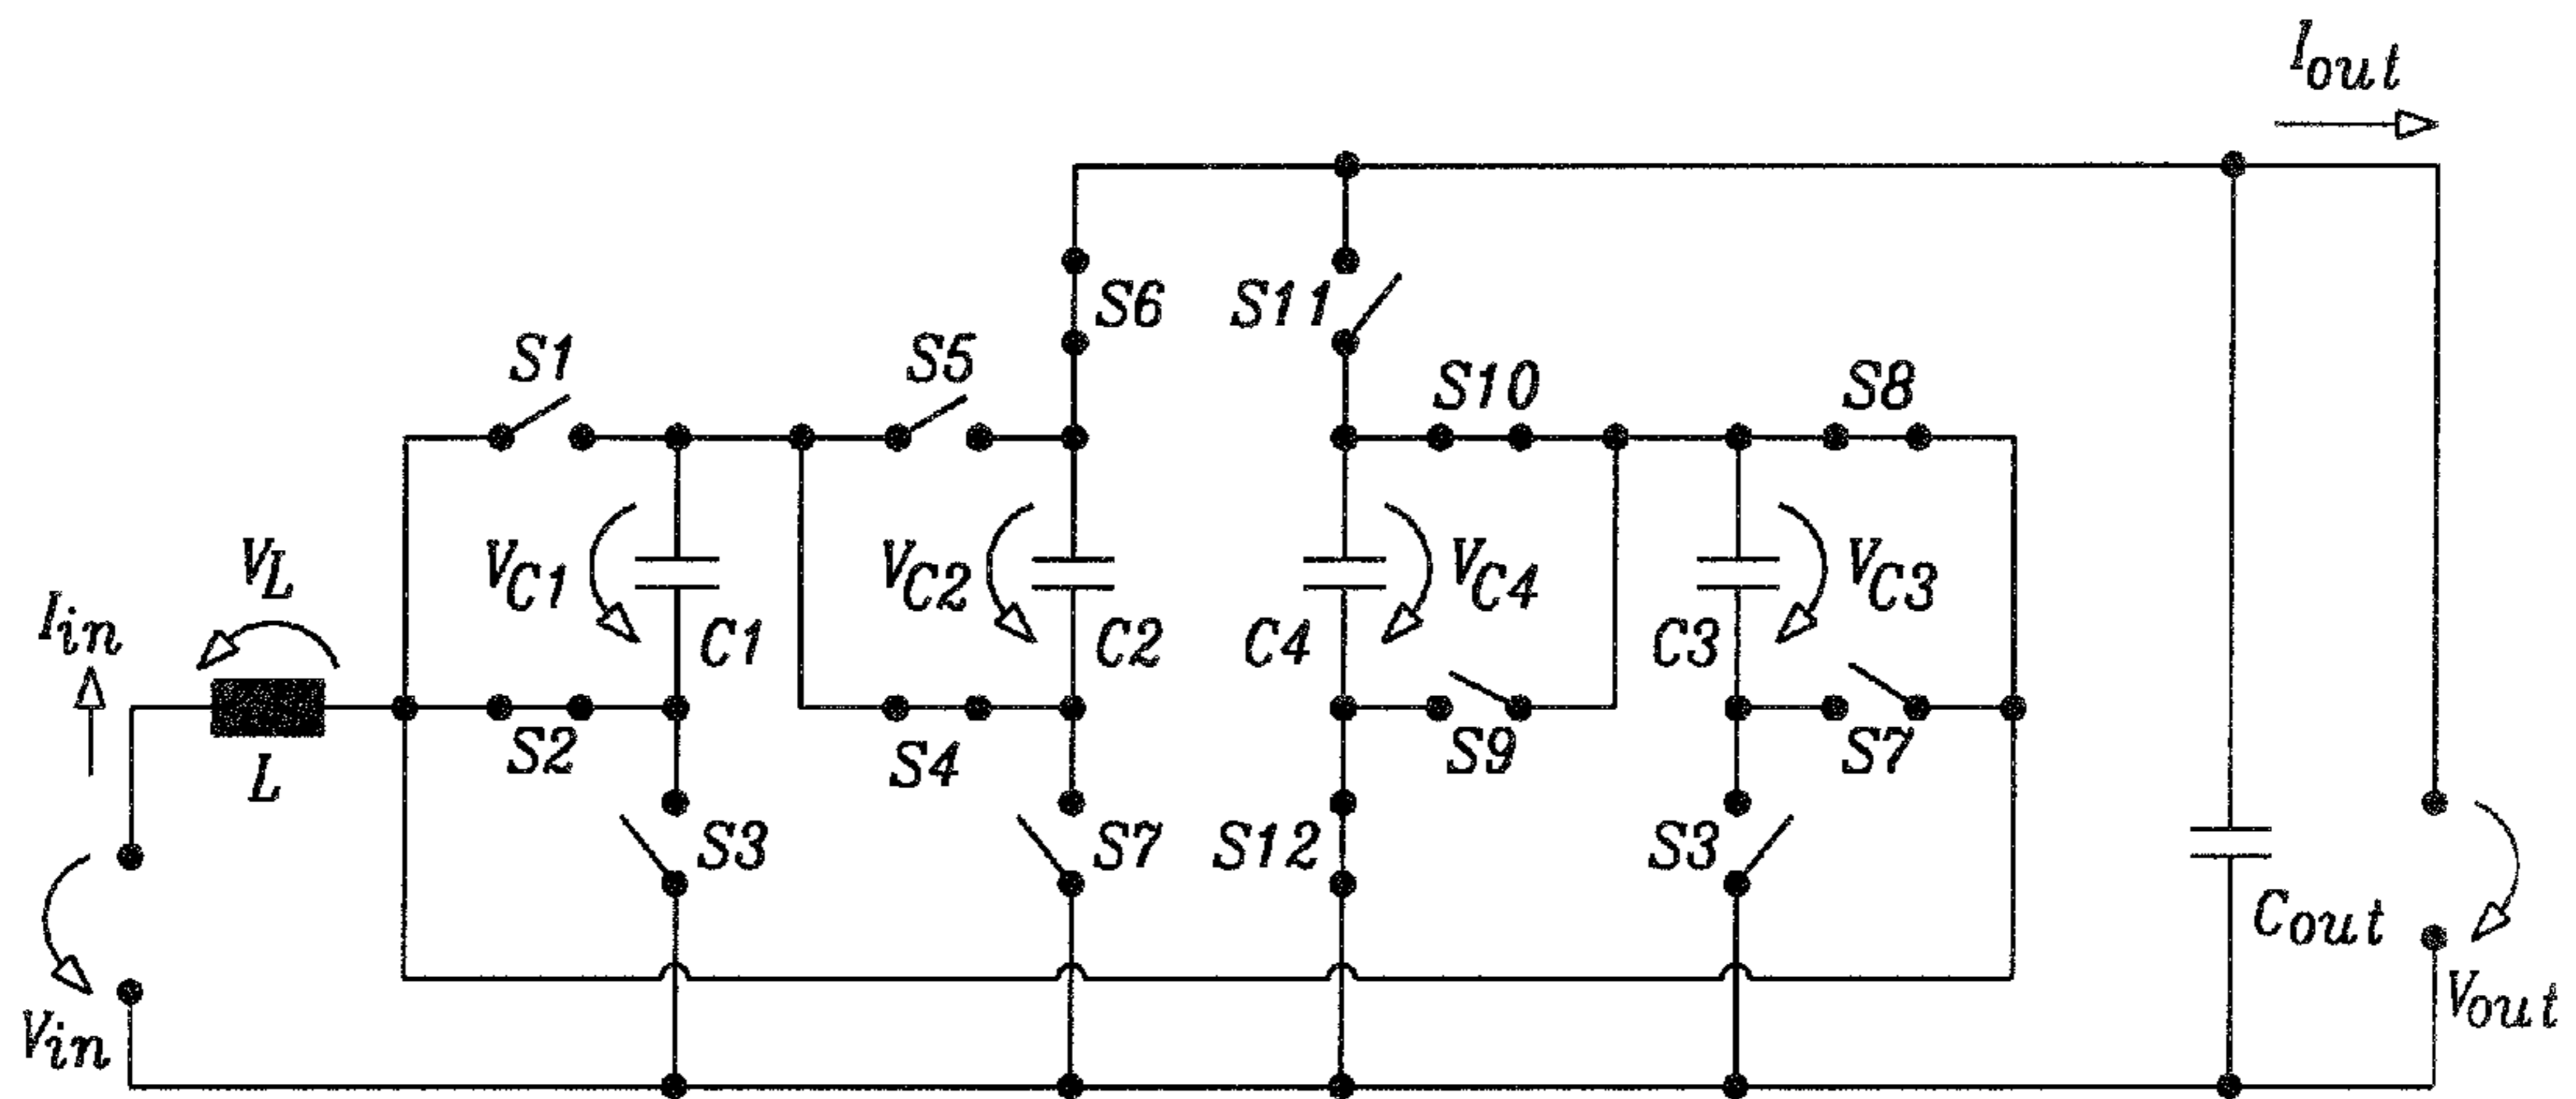 Iout
S6
S11
S1
S5
S10
S8
VL
VC1
VC2
VC4
VC3
Iin
C1
C2
C4
C3
L
S2
S4
S9
S7
S3
S7
S12
S3
Cout
Vin
Vout